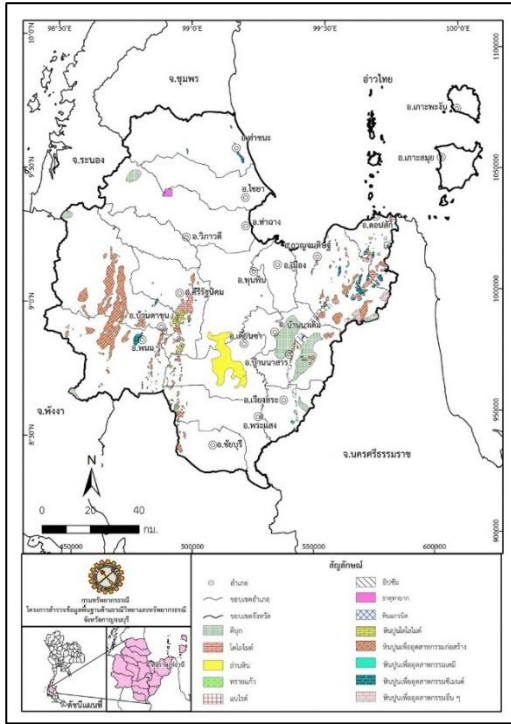 98°30'E 99°0'E 99°30'E 100°0'E
10°0'N
9°30'N
9°0'N
8°30'N
1100000
1050000
1000000
950000
900000
จ.ชุมพร
อ่าวไทย
อ.เกาะพะงัน
อ.ท่าชนะ
อ.เกาะสมุย
จ.ระนอง
อ.ไชยา
อ.ท่าฉาง
อ.ดอนสัก
อ.วิภาวดี
อ.กาญจนดิษฐ์
อ.เมือง
อ.พุนพิน
อ.คีรีรัฐนิคม
อ.บ้านตาขุน
อ.บ้านนาเดิม
อ.เคียนซา
อ.พนม
อ.บ้านนาสาร
จ.พังงา
อ.เวียงสระ
อ.พระแสง
อ.ชัยบุรี
จ.นครศรีธรรมราช
N
0 20 40
กม.
450000 500000 550000 600000
กรมทรัพยากรธรณี
โครงการสำรวจข้อมูลพื้นฐานด้านธรณีวิทยาและทรัพยากรธรณี
จังหวัดกาญจนบุรี
ดัชนีแผนที่
สัญลักษณ์
อำเภอ
ขอบเขตอำเภอ
ขอบเขตจังหวัด
ดีบุก
โดโลไมต์
ถ่านหิน
ทรายแก้ว
แบไรต์
ยิปซัม
ธาตุหายาก
หินแกรนิต
หินปูนโดโลไมต์
หินปูนเพื่ออุตสาหกรรมก่อสร้าง
หินปูนเพื่ออุตสาหกรรมเคมี
หินปูนเพื่ออุตสาหกรรมซีเมนต์
หินปูนเพื่ออุตสาหกรรมอื่น ๆ